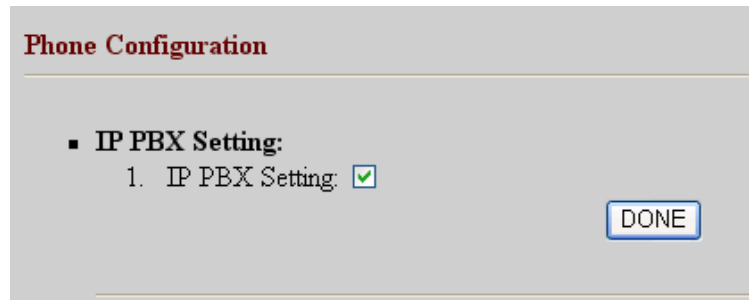 Phone Configuration
IP PBX Setting:
1. IP PBX Setting:
DONE